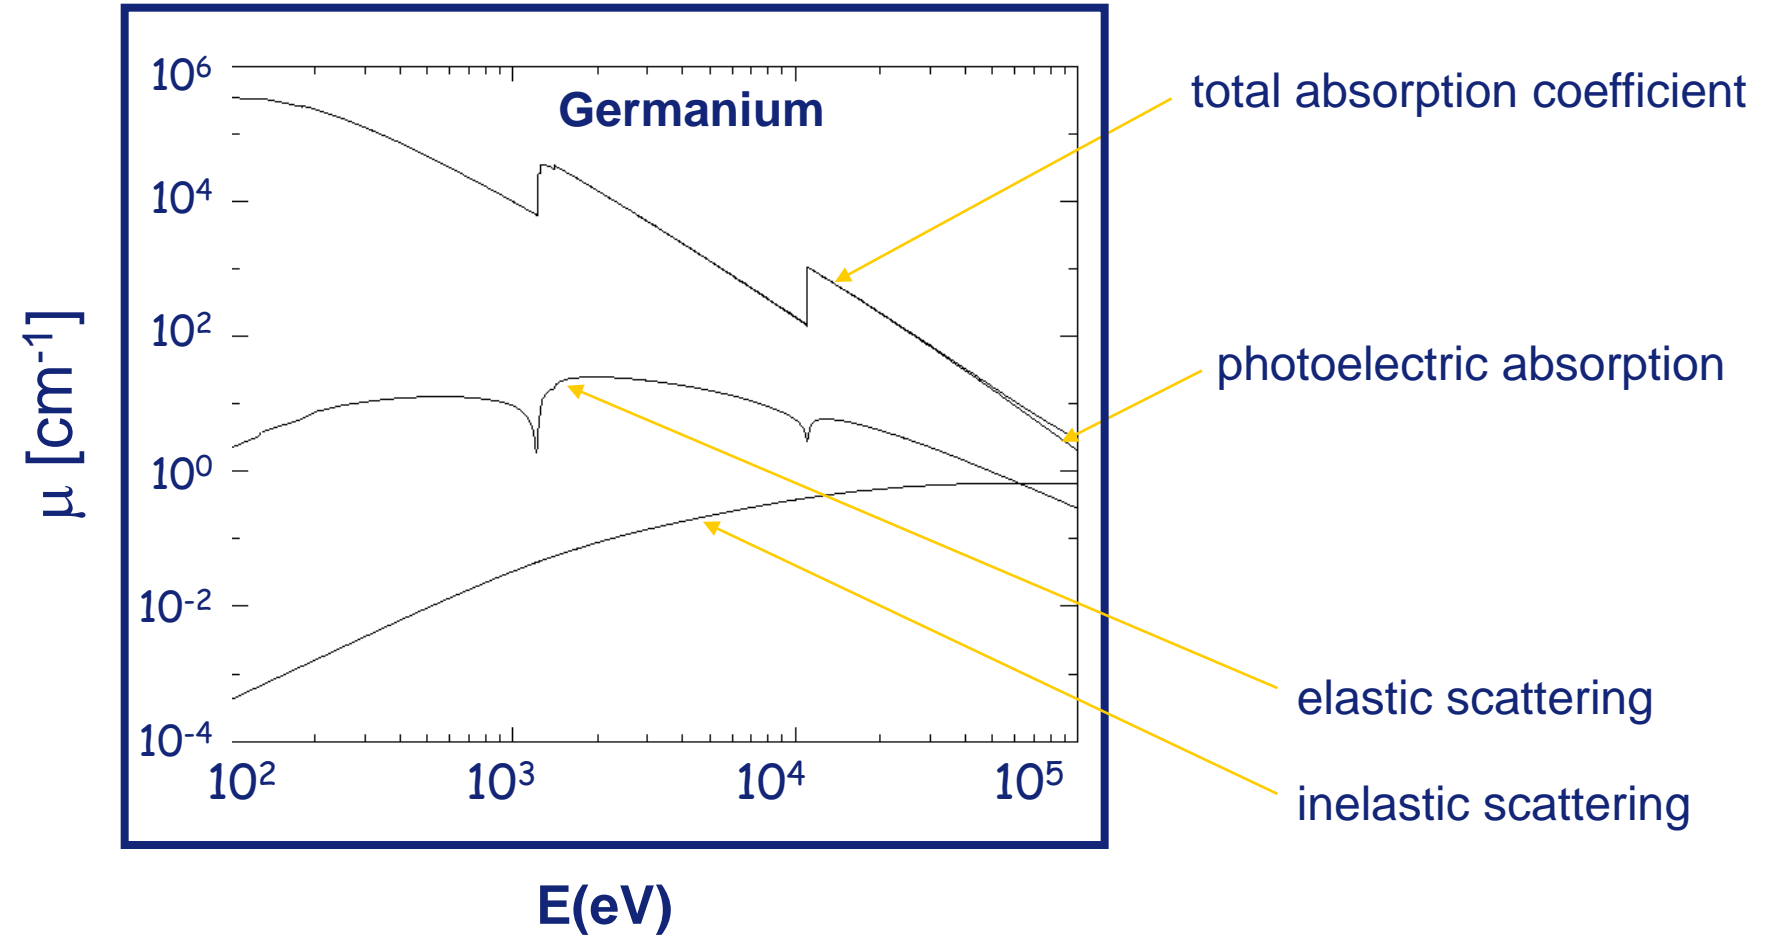 Germanium
10⁶
10⁴
10²
10⁰
10⁻²
10⁻⁴
μ [cm⁻¹]
10² 10³ 10⁴ 10⁵
E(eV)
total absorption coefficient
photoelectric absorption
elastic scattering
inelastic scattering